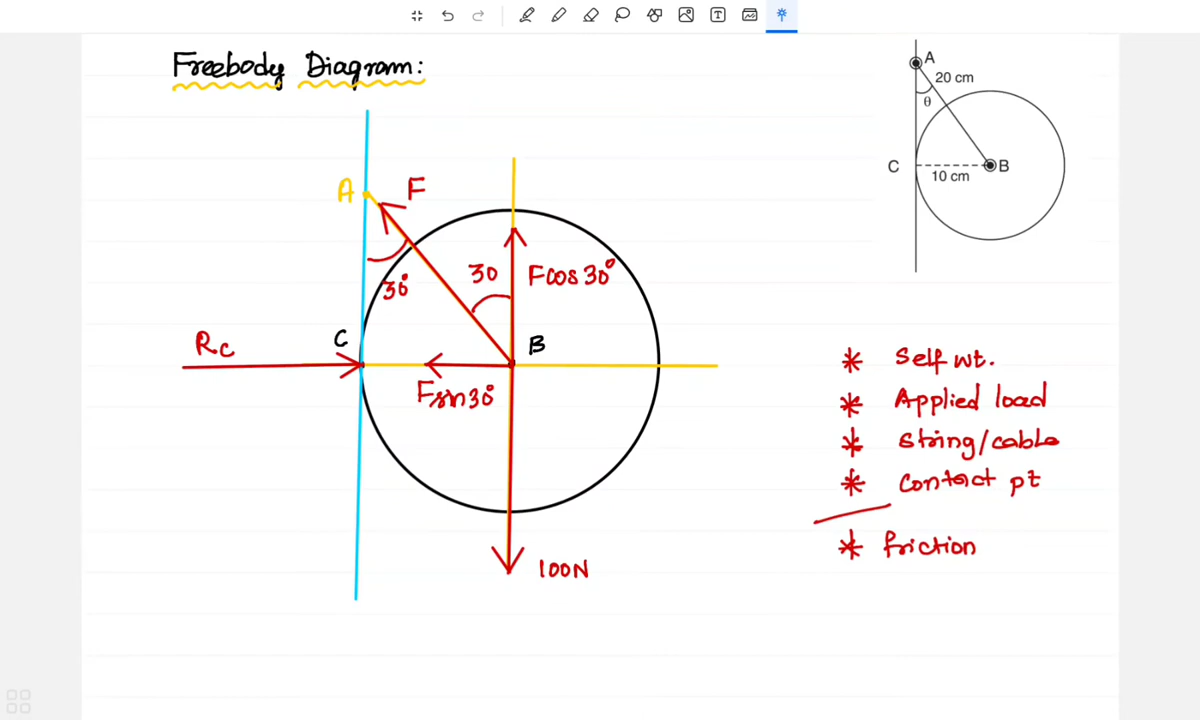 Freebody Diagram:
A
20 cm
θ
C
B
10 cm
A
F
30°
30
Fcos30°
C
B
Rc
Fsin30°
100N
* Self wt.
* Applied load
* String/cable
* Contact pt
* friction